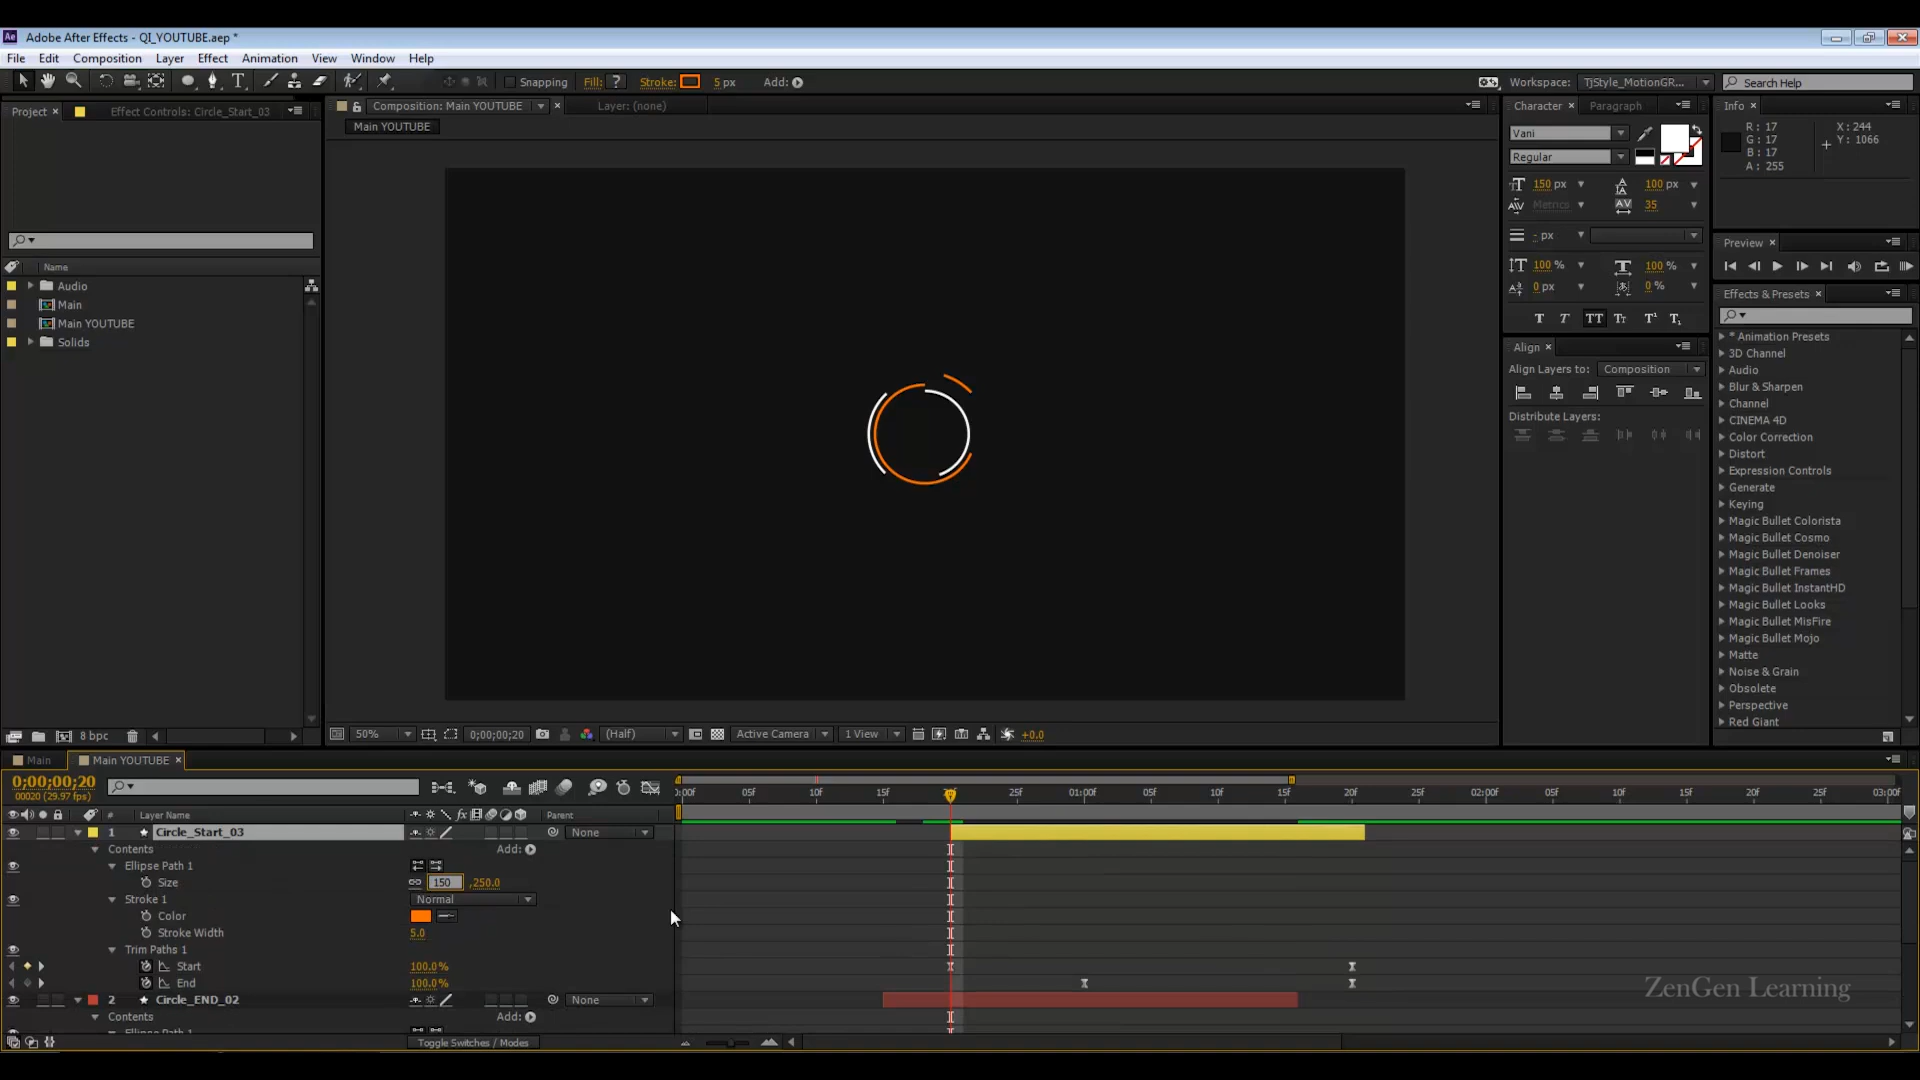 Adobe After Effects - QI_YOUTUBE.aep *
File Edit Composition Layer Effect Animation View Window Help
Snapping Fill: ? Stroke: 5 px Add:
Workspace: TjStyle_MotionGR... Search Help
Project Effect Controls: Circle_Start_03
Composition: Main YOUTUBE Layer: (none)
Main YOUTUBE
Name
Audio
Main
Main YOUTUBE
Solids
8 bpc
50% 0;00;00;20 (Half) Active Camera 1 View +0.0
Character Paragraph
Vani
Regular
150 px 100 px
Metrics 35
- px
100 % 100 %
0 px 0 %
T T TT Tt T¹ T₁
Align
Align Layers to: Composition
Distribute Layers:
Info
R: 17 X: 244
G: 17 Y: 1066
B: 17
A: 255
Preview
Effects & Presets
* Animation Presets
3D Channel
Audio
Blur & Sharpen
Channel
CINEMA 4D
Color Correction
Distort
Expression Controls
Generate
Keying
Magic Bullet Colorista
Magic Bullet Cosmo
Magic Bullet Denoiser
Magic Bullet Frames
Magic Bullet InstantHD
Magic Bullet Looks
Magic Bullet MisFire
Magic Bullet Mojo
Matte
Noise & Grain
Obsolete
Perspective
Red Giant
Main Main YOUTUBE
0;00;00;20
00020 (29.97 fps)
:00f 05f 10f 15f 25f 01:00f 05f 10f 15f 20f 25f 02:00f 05f 10f 15f 20f 25f 03:00f
# Layer Name Parent
1 Circle_Start_03 None
Contents Add:
Ellipse Path 1
Size 150 ,250.0
Stroke 1 Normal
Color
Stroke Width 5.0
Trim Paths 1
Start 100.0%
End 100.0%
2 Circle_END_02 None
Contents Add:
Ellipse Path 1
Toggle Switches / Modes
ZenGen Learning